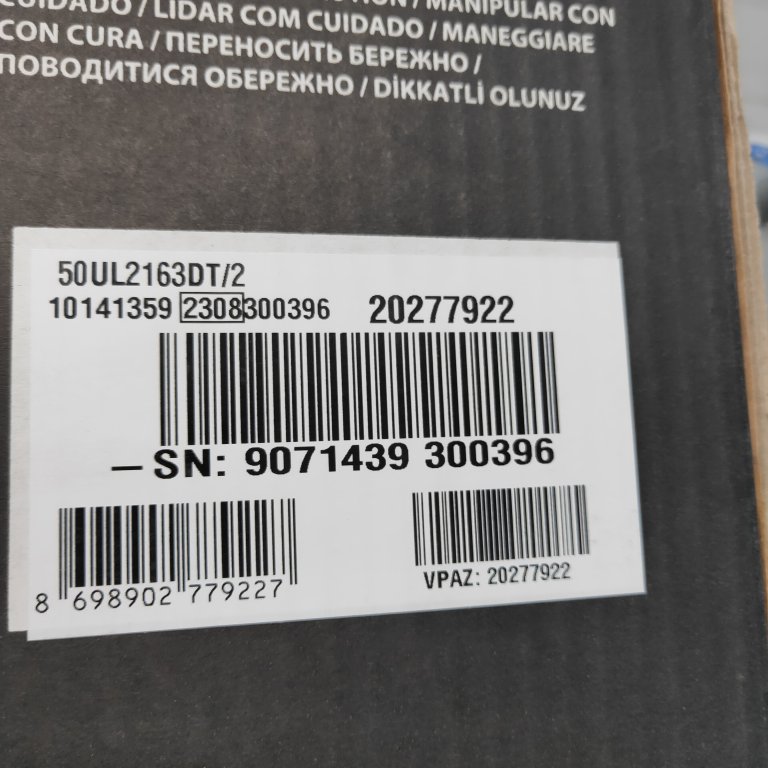 MANIPULAR CON
CUIDADO / LIDAR COM CUIDADO / MANEGGIARE
CON CURA / ПЕРЕНОСИТЬ БЕРЕЖНО /
ПОВОДИТИСЯ ОБЕРЕЖНО / DİKKATLİ OLUNUZ
50UL2163DT/2
10141359 2308300396 20277922
–SN: 9071439 300396
8 698902 779227
VPAZ: 20277922